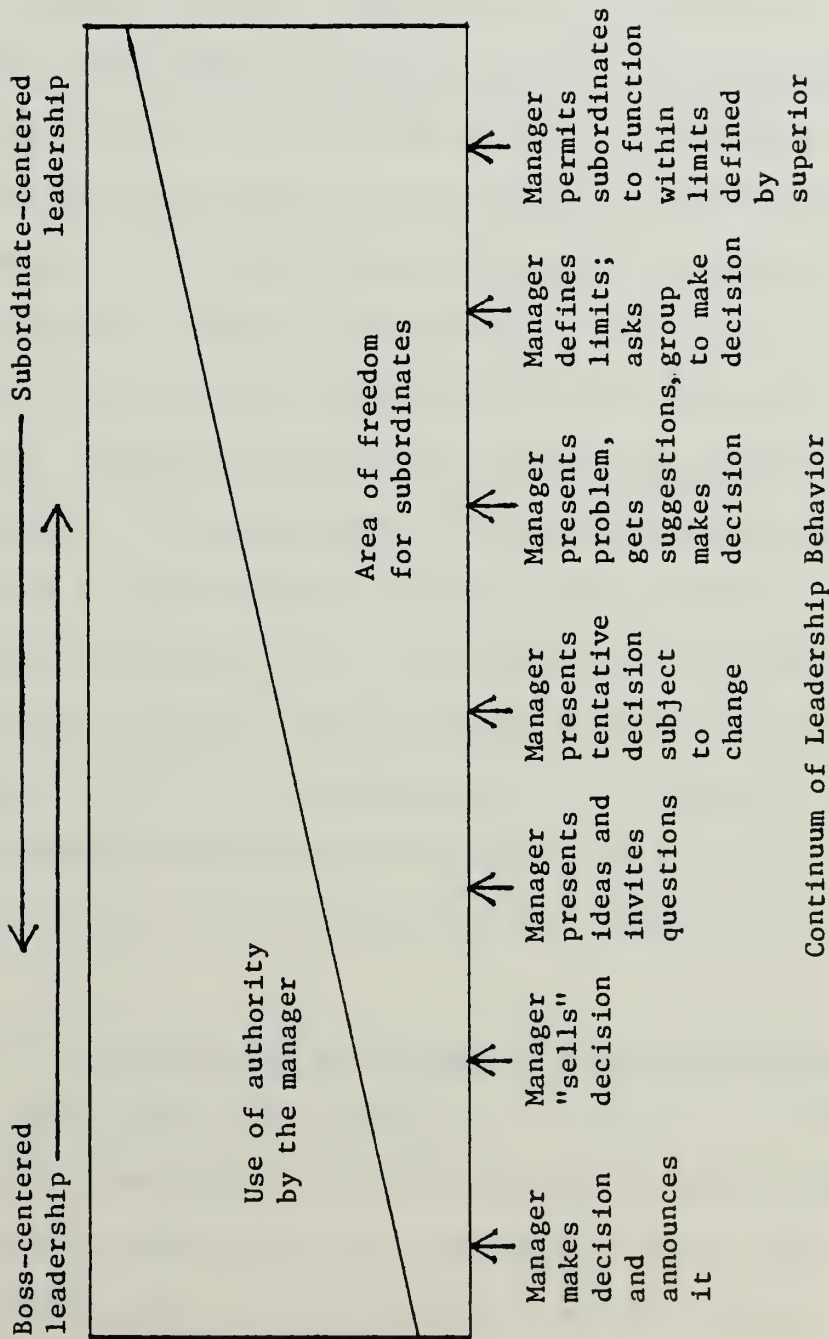 Boss-centered
leadership
Subordinate-centered
leadership
Use of authority
by the manager
Area of freedom
for subordinates
Manager
makes
decision
and
announces
it
Manager
"sells"
decision
Manager
presents
ideas and
invites
questions
Manager
presents
tentative
decision
subject
to
change
Manager
presents
problem,
gets
suggestions,
makes
decision
Manager
defines
limits;
asks
group
to make
decision
Manager
permits
subordinates
to function
within
limits
defined
by
superior
Continuum of Leadership Behavior